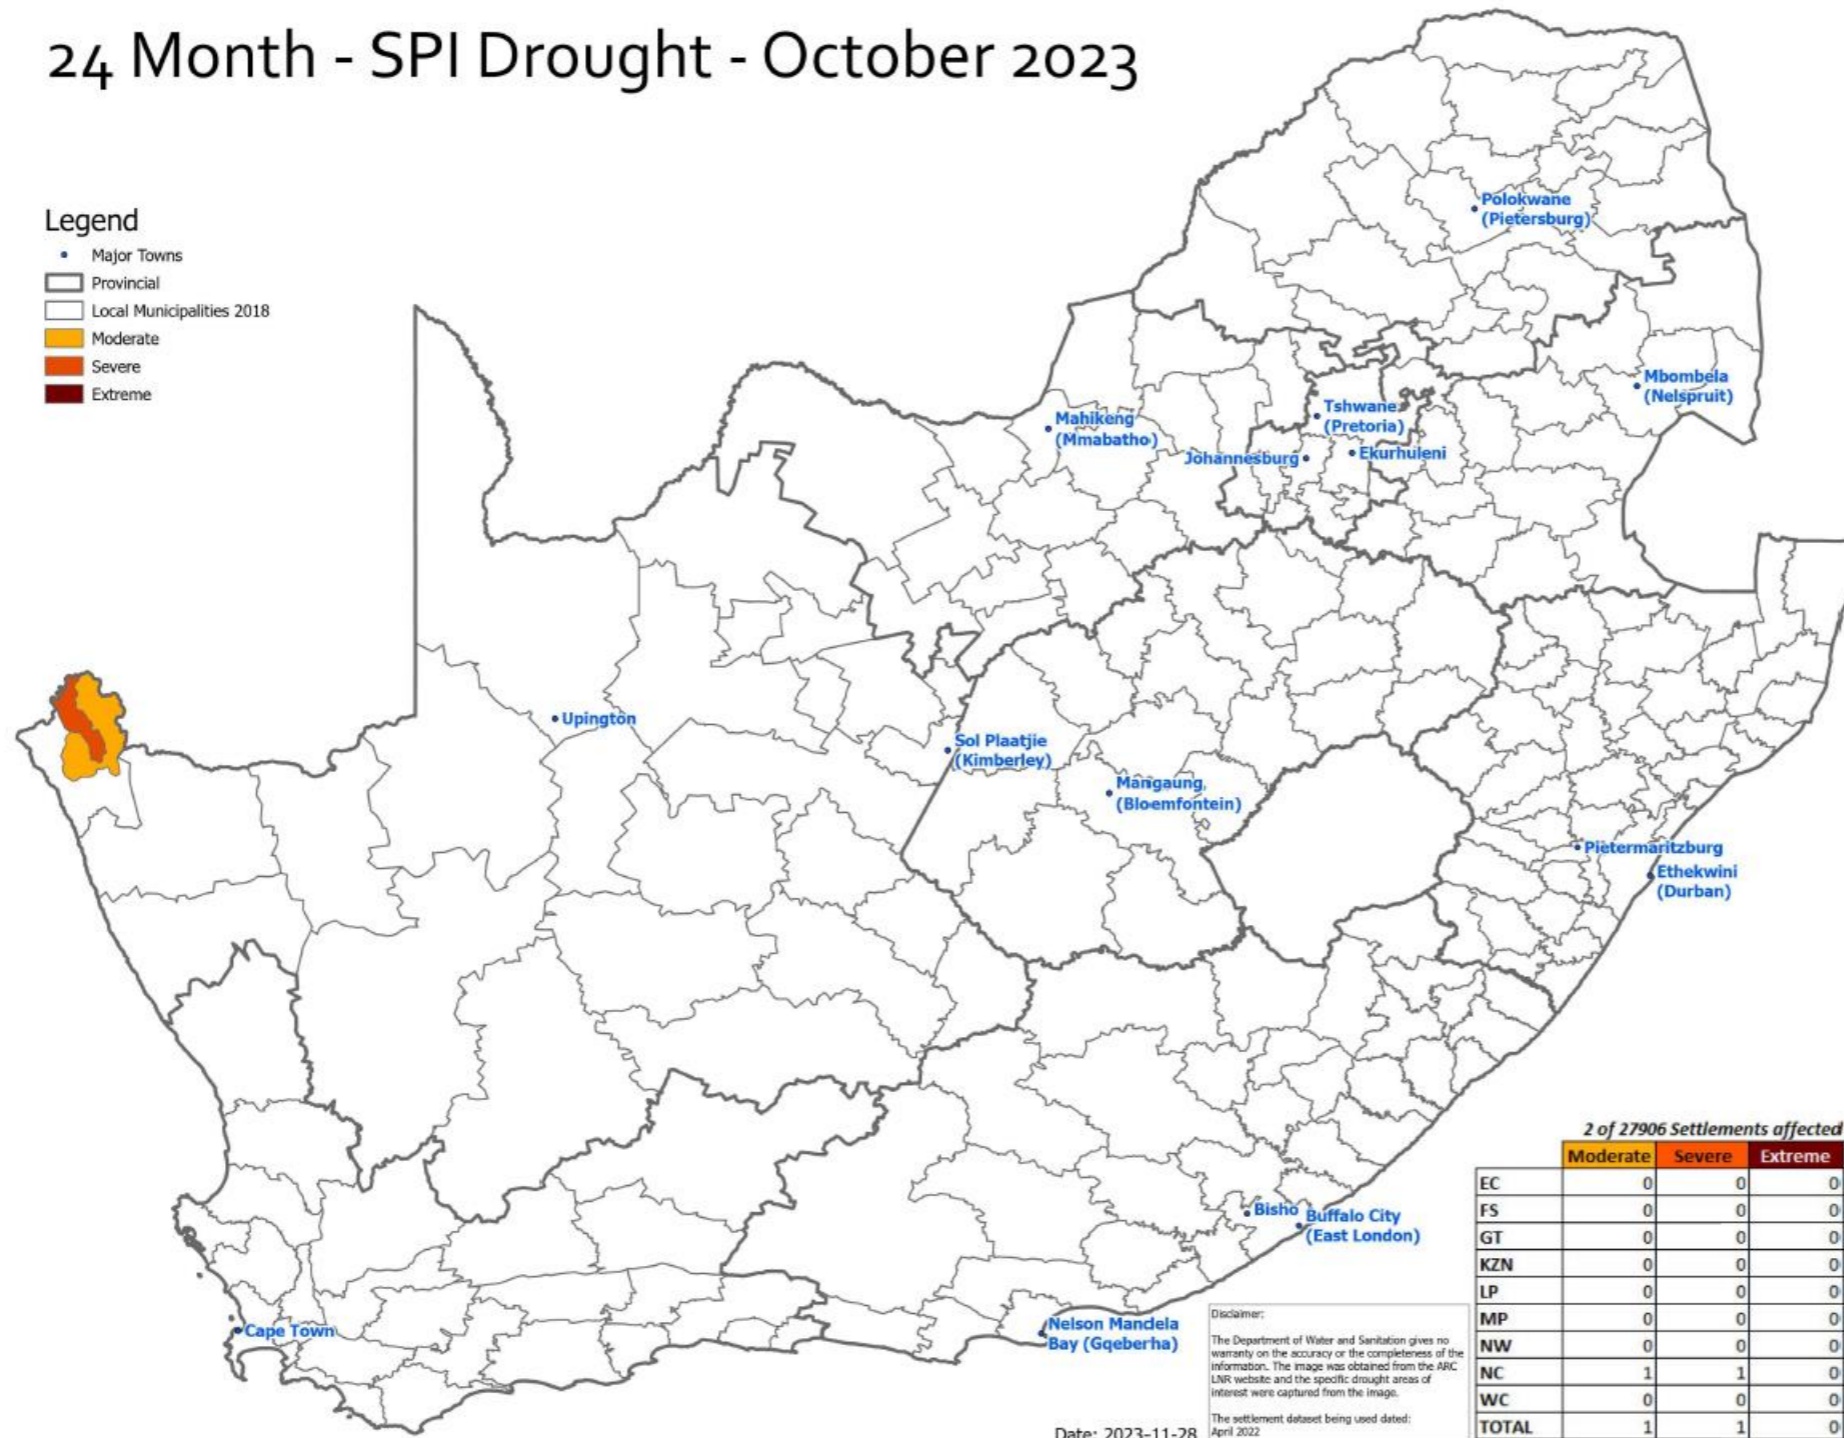 24 Month - SPI Drought - October 2023
Legend
Major Towns
Provincial
Local Municipalities 2018
Moderate
Severe
Extreme
Polokwane
(Pietersburg)
Mbombela
(Nelspruit)
Mahikeng
(Mmabatho)
Tshwane
(Pretoria)
Johannesburg
Ekurhuleni
Upington
Sol Plaatjie
(Kimberley)
Mangaung
(Bloemfontein)
Pietermaritzburg
Ethekwini
(Durban)
Bisho
Buffalo City
(East London)
Cape Town
Nelson Mandela
Bay (Gqeberha)
Disclaimer:
The Department of Water and Sanitation gives no
warranty on the accuracy or the completeness of the
information. The image was obtained from the ARC
LNR website and the specific drought areas of
interest were captured from the image.
The settlement dataset being used dated:
April 2022
Date: 2023-11-28
2 of 27906 Settlements affected
Moderate Severe Extreme
EC 0 0 0
FS 0 0 0
GT 0 0 0
KZN 0 0 0
LP 0 0 0
MP 0 0 0
NW 0 0 0
NC 1 1 0
WC 0 0 0
TOTAL 1 1 0